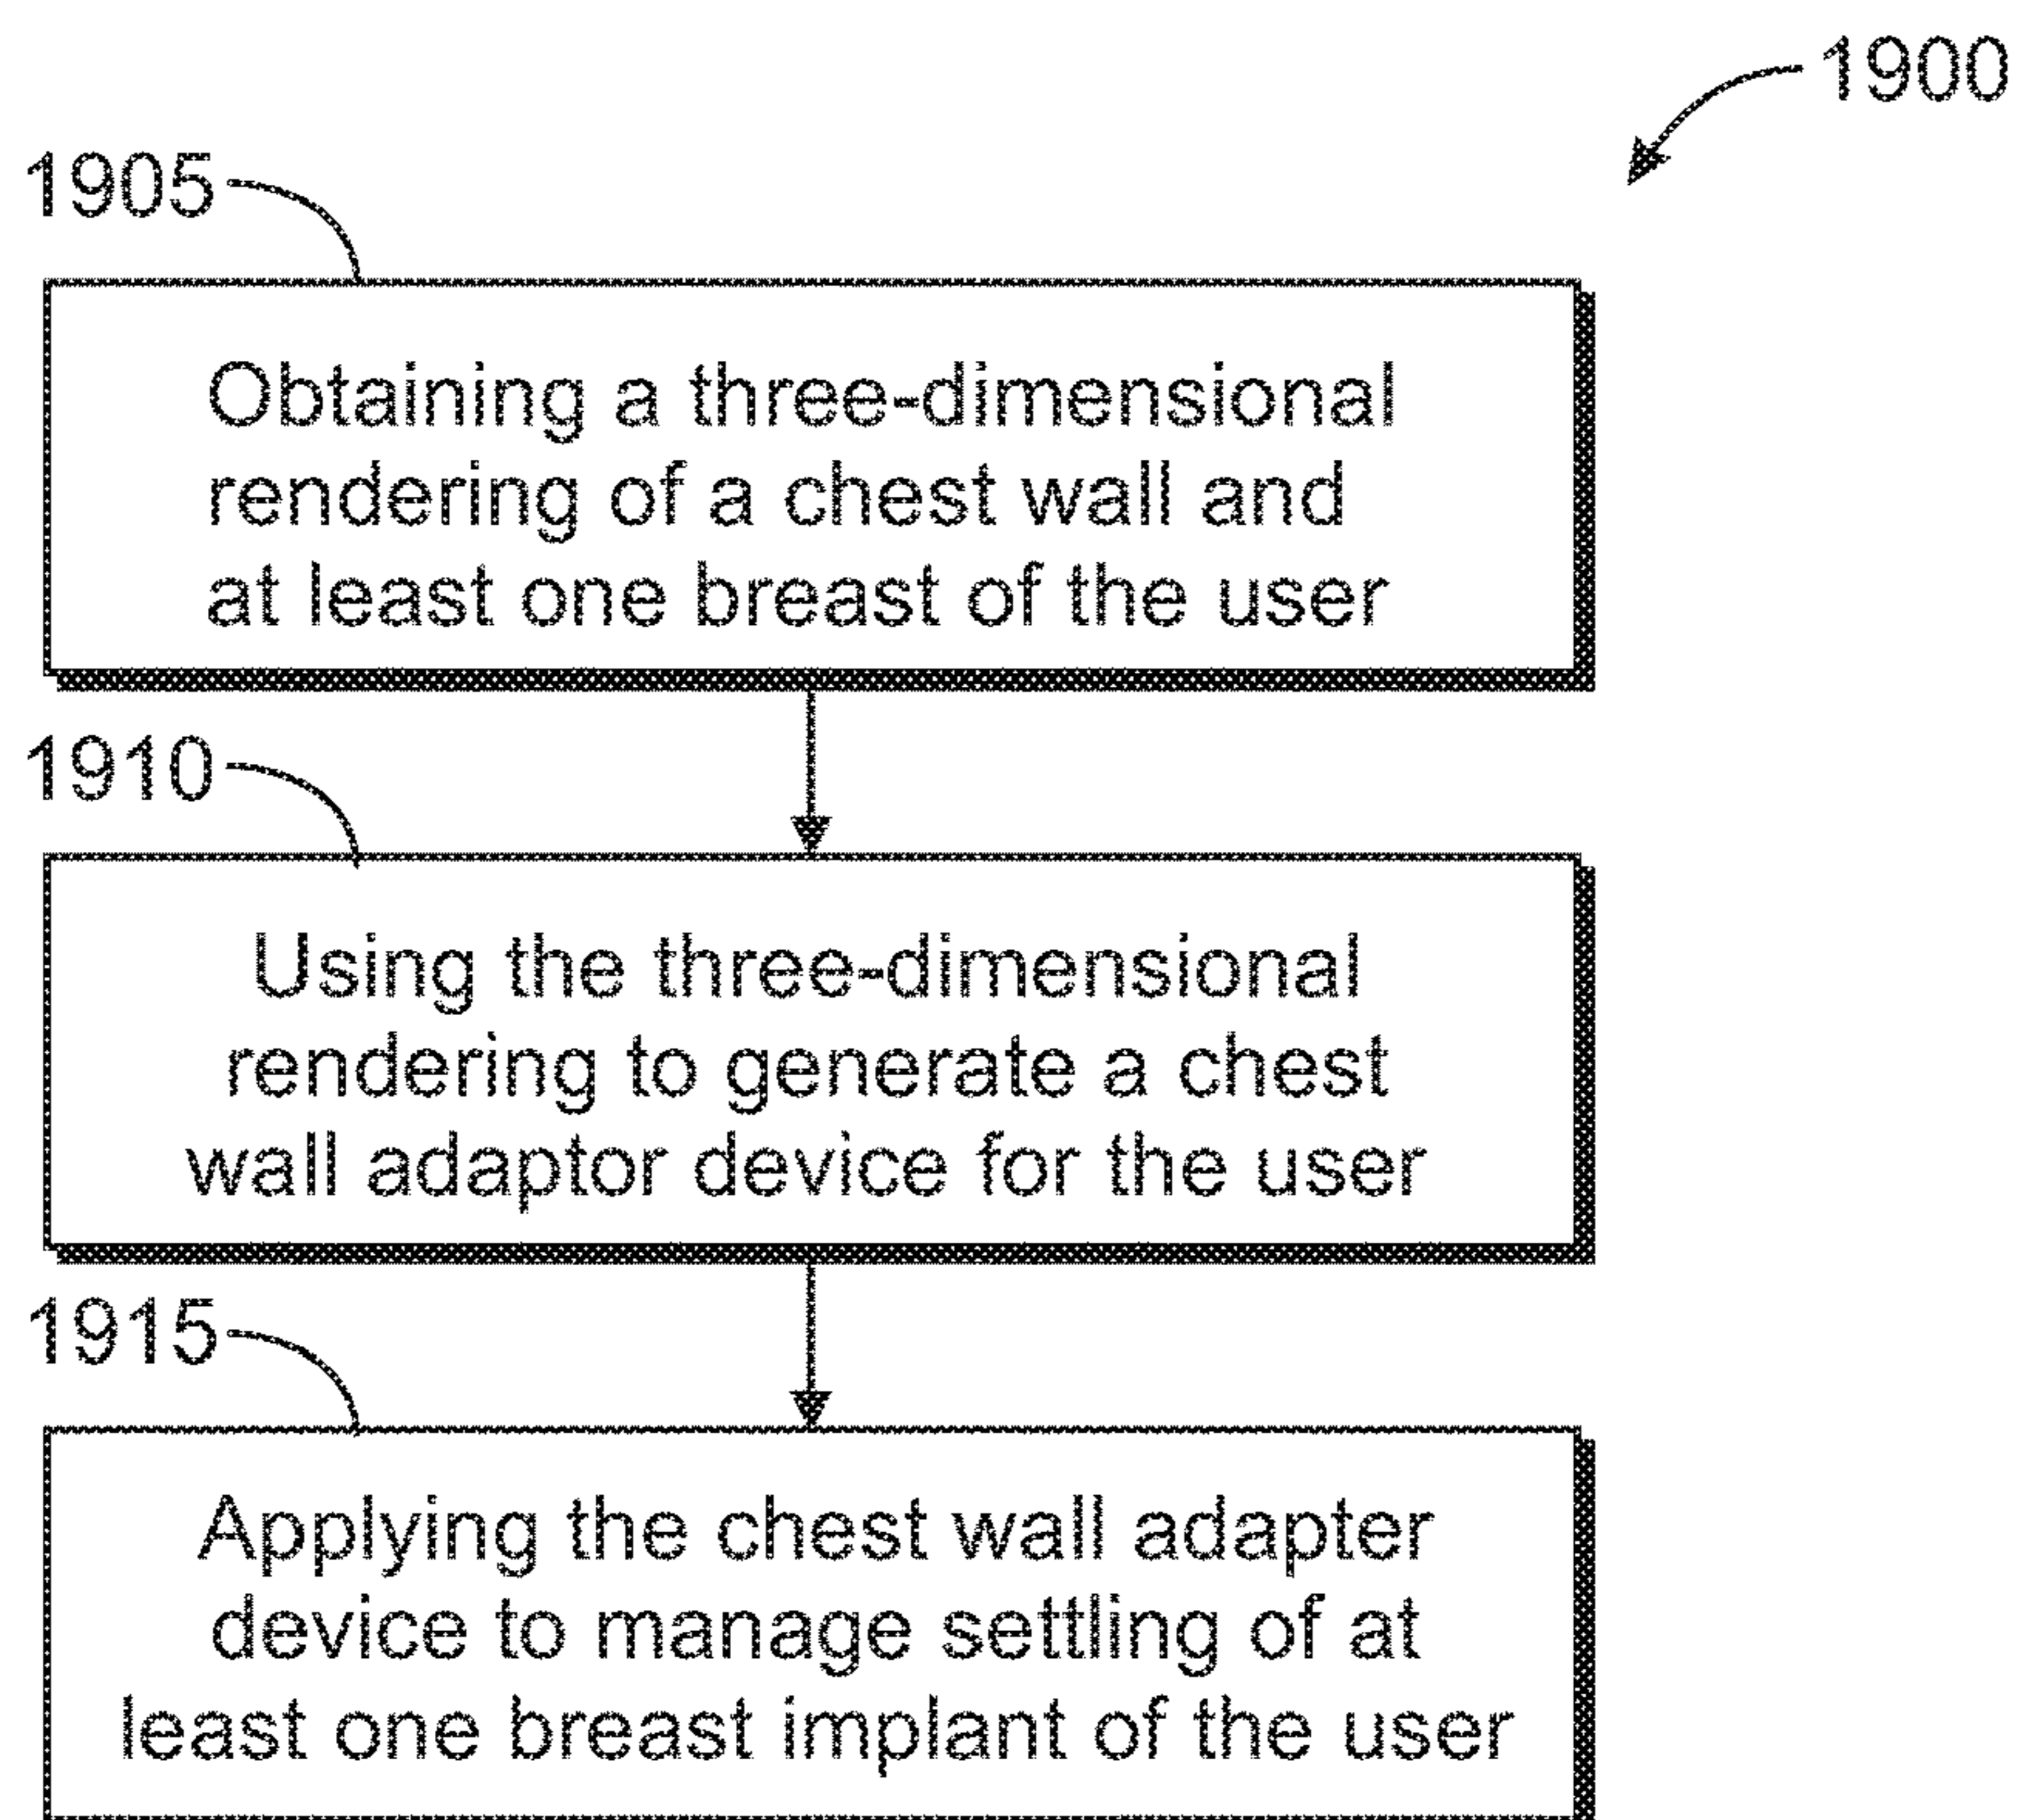 1900
1905
Obtaining a three-dimensional
rendering of a chest wall and
at least one breast of the user
1910
Using the three-dimensional
rendering to generate a chest
wall adaptor device for the user
1915
Applying the chest wall adapter
device to manage settling of at
least one breast implant of the user